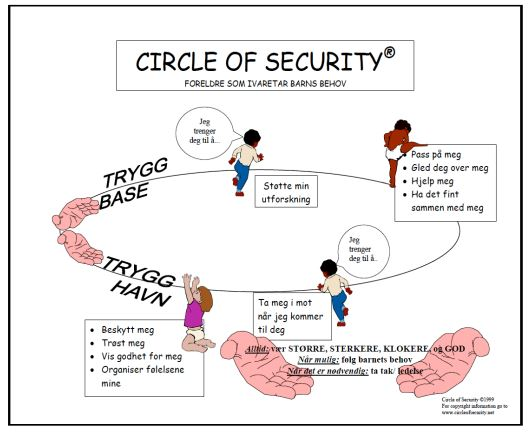 CIRCLE OF SECURITY®
FORELDRE SOM IVARETAR BARNS BEHOV
Jeg
trenger
deg til å...
TRYGG
BASE
Støtte min
utforskning
• Pass på meg
• Gled deg over meg
• Hjelp meg
• Ha det fint
sammen med meg
Jeg
trenger
deg til å..
TRYGG
HAVN
Ta meg i mot
når jeg kommer
til deg
• Beskytt meg
• Trøst meg
• Vis godhet for meg
• Organiser følelsene
mine
Alltid: vær STØRRE, STERKERE, KLOKERE, og GOD
Når mulig: følg barnets behov
Når det er nødvendig: ta tak/ ledelse
Circle of Security ©1999
For copyright information go to
www.circleofsecurity.net